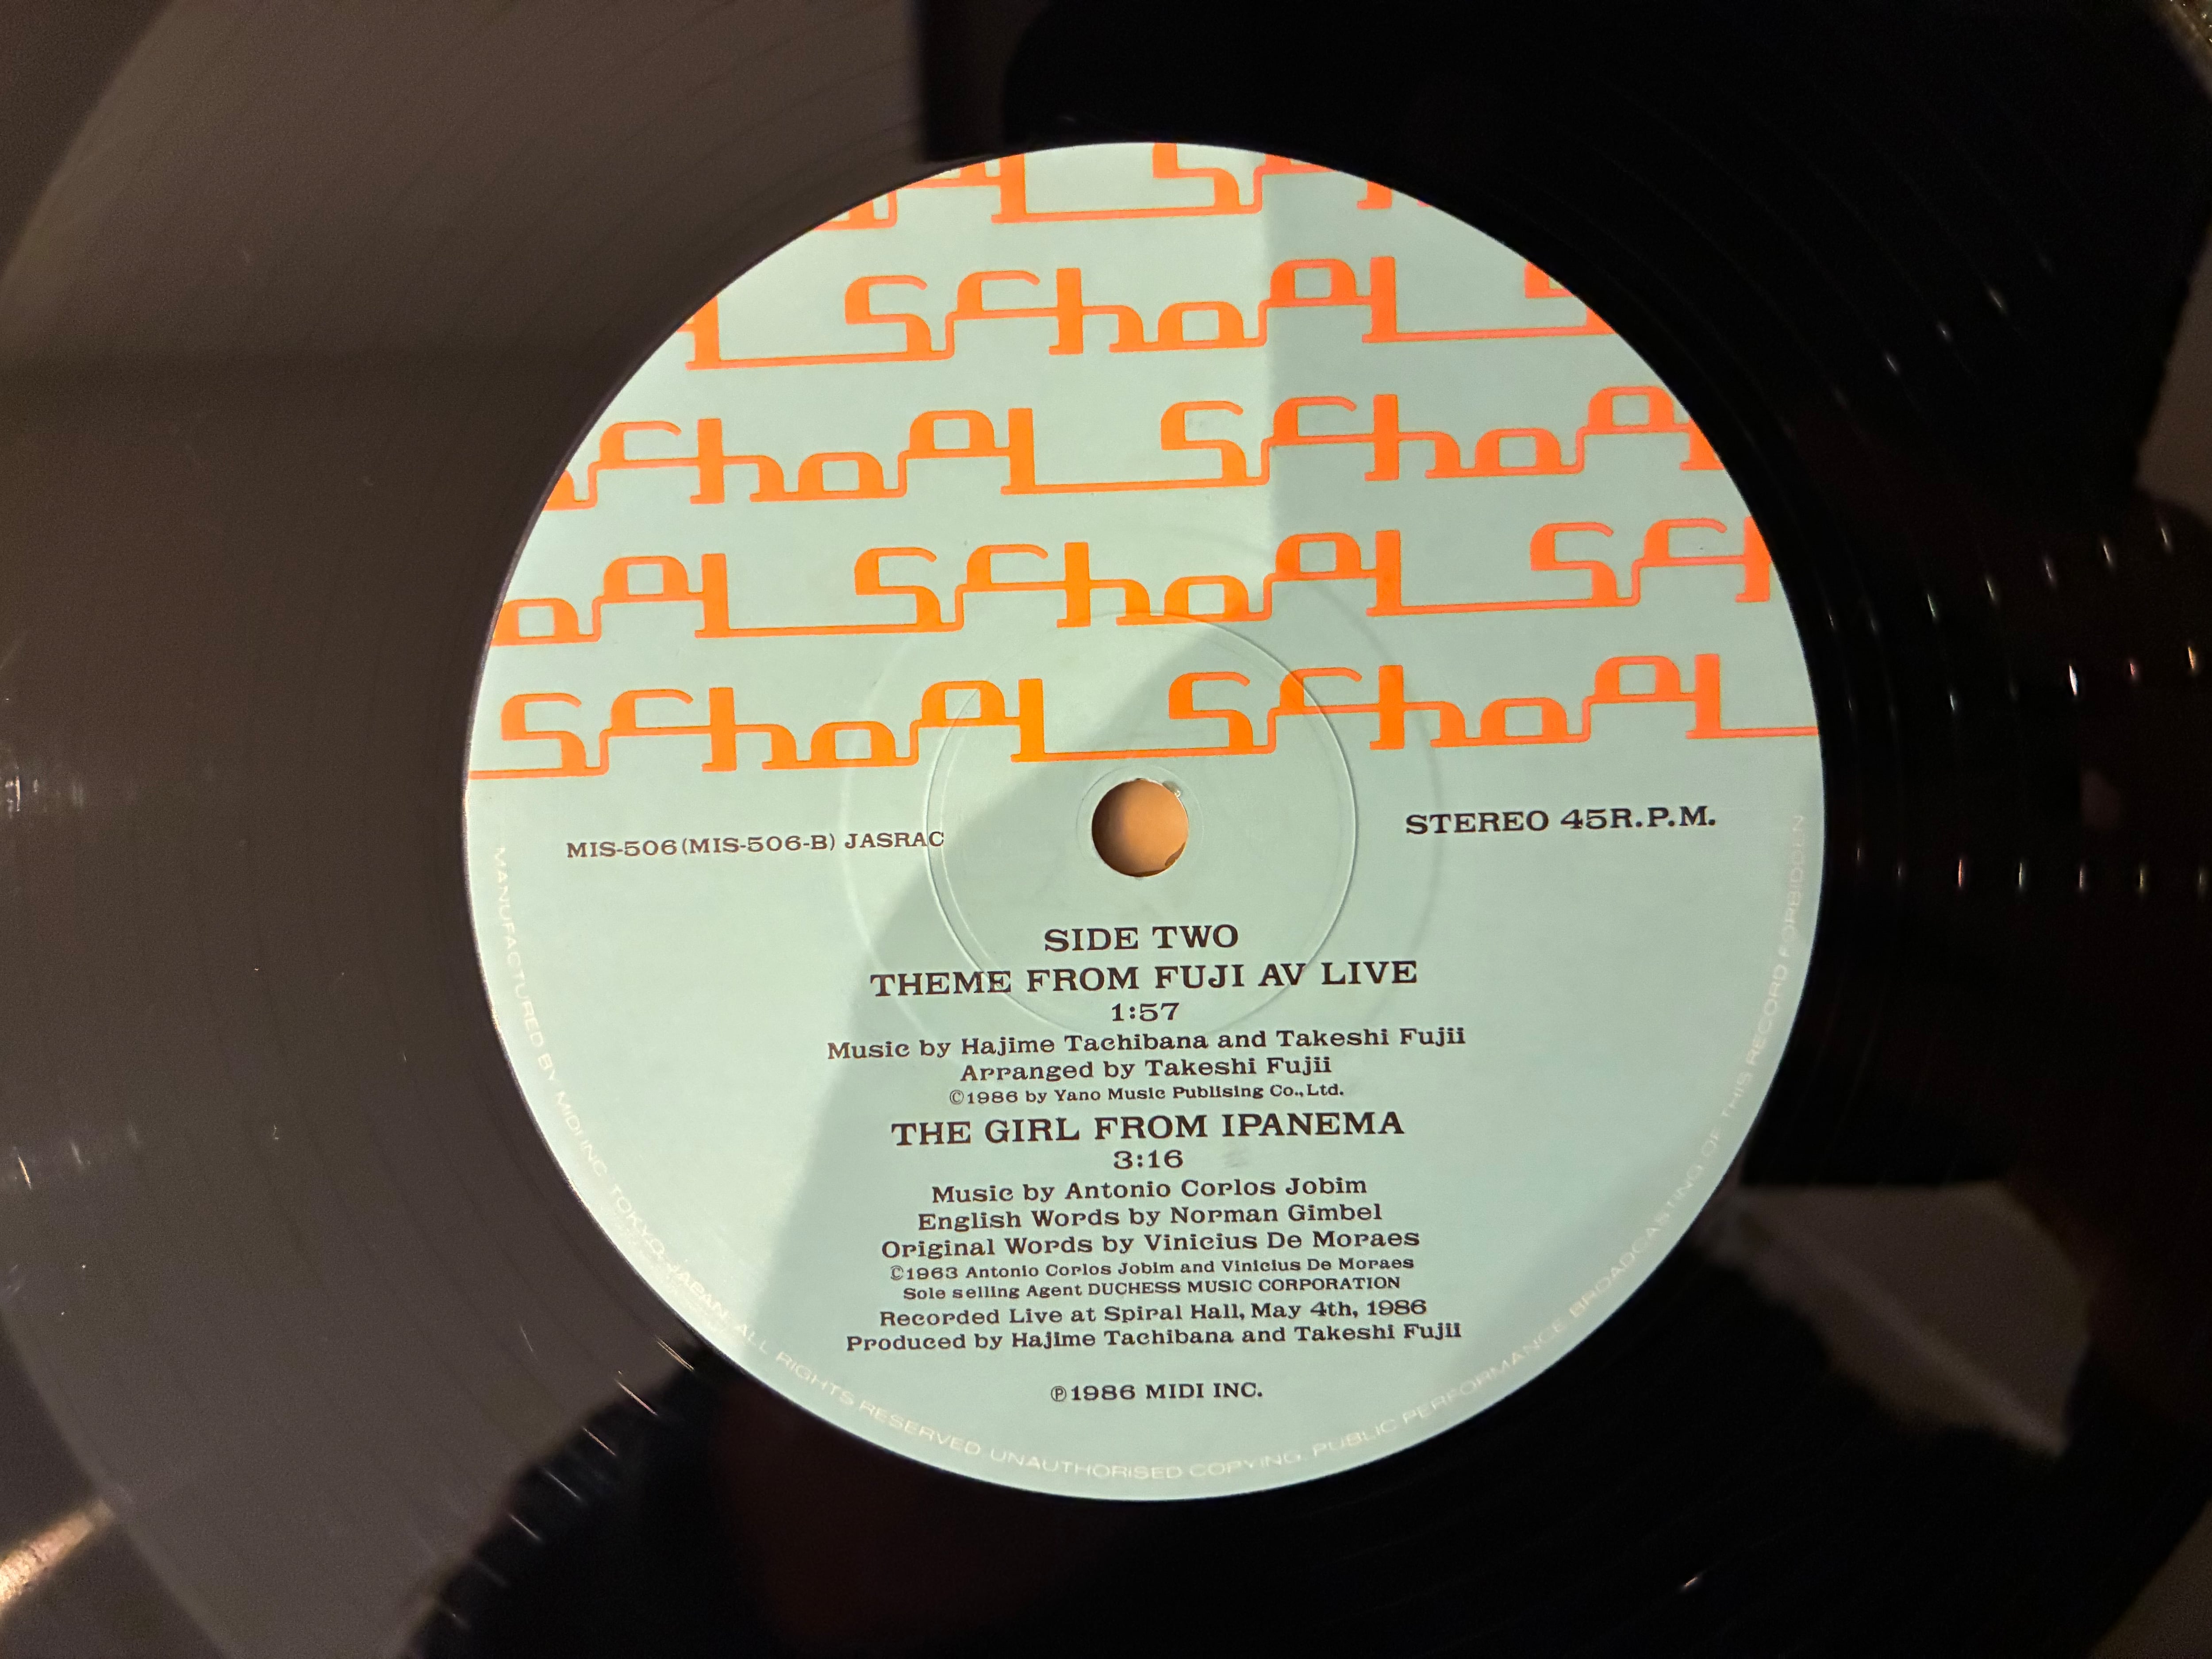 SCHOOL
SCHOOL SCHOOL
SCHOOL
SCHOOL SCHOOL
MIS-506(MIS-506-B) JASRAC
STEREO 45R.P.M.
SIDE TWO
THEME FROM FUJI AV LIVE
1:57
Music by Hajime Tachibana and Takeshi Fujii
Arranged by Takeshi Fujii
©1986 by Yano Music Publising Co.,Ltd.
THE GIRL FROM IPANEMA
3:16
Music by Antonio Corlos Jobim
English Words by Norman Gimbel
Original Words by Vinicius De Moraes
©1963 Antonio Corlos Jobim and Vinicius De Moraes
Sole selling Agent DUCHESS MUSIC CORPORATION
Recorded Live at Spiral Hall, May 4th, 1986
Produced by Hajime Tachibana and Takeshi Fujii
℗1986 MIDI INC.
MANUFACTURED BY MIDI INC. TOKYO, JAPAN. ALL RIGHTS RESERVED UNAUTHORISED COPYING, PUBLIC PERFORMANCE BROADCASTING OF THIS RECORD FORBIDDEN